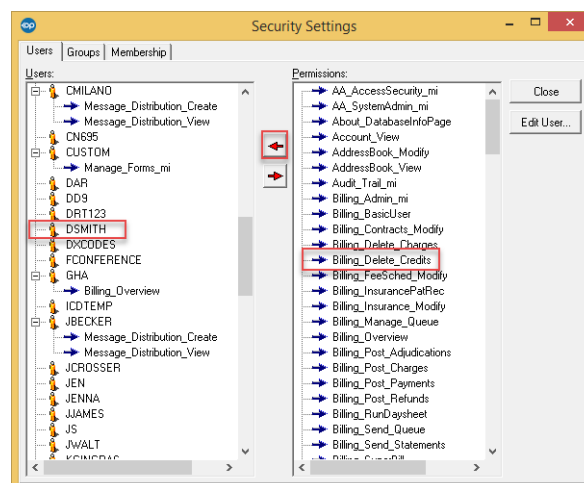 op
Security Settings
Users
Groups
Membership
Users:
CMILANO
Message_Distribution_Create
Message_Distribution_View
CN695
CUSTOM
Manage_Forms_mi
DAR
DD9
DRT123
DSMITH
DXCODES
FCONFERENCE
GHA
Billing_Overview
ICDTEMP
JBECKER
Message_Distribution_Create
Message_Distribution_View
JCROSSER
JEN
JENNA
JJAMES
JS
JWALT
Permissions:
AA_AccessSecurity_mi
AA_SystemAdmin_mi
About_DatabaseInfoPage
Account_View
AddressBook_Modify
AddressBook_View
Audit_Trail_mi
Billing_Admin_mi
Billing_BasicUser
Billing_Contracts_Modify
Billing_Delete_Charges
Billing_Delete_Credits
Billing_FeeSched_Modify
Billing_InsurancePatRec
Billing_Insurance_Modify
Billing_Manage_Queue
Billing_Overview
Billing_Post_Adjudications
Billing_Post_Charges
Billing_Post_Payments
Billing_Post_Refunds
Billing_RunDaysheet
Billing_Send_Queue
Billing_Send_Statements
Close
Edit User...